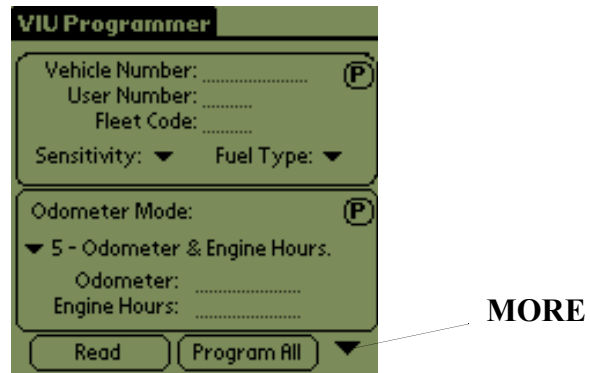 VIU Programmer
Vehicle Number:
P
User Number:
Fleet Code:
Sensitivity: Fuel Type:
Odometer Mode:
P
5 - Odometer & Engine Hours.
Odometer:
Engine Hours:
Read Program All
MORE